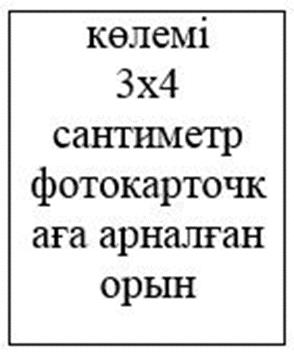 көлемі
3х4
сантиметр
фотокарточк
аға арналған
орын